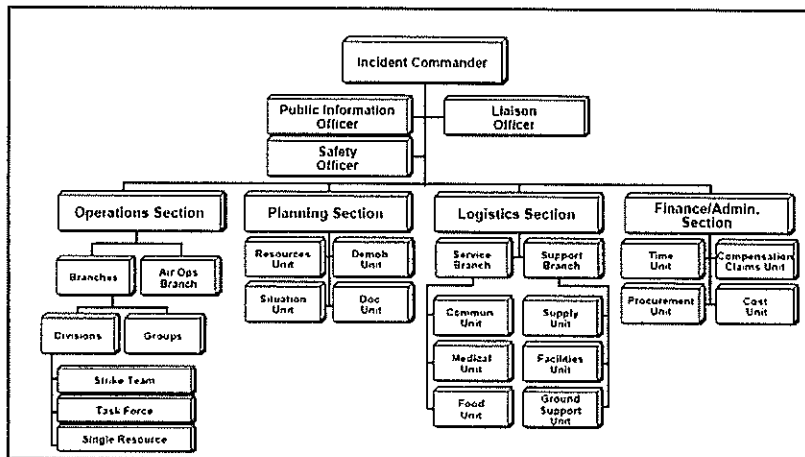 Incident Commander
Public Information
Officer
Liaison
Officer
Safety
Officer
Operations Section
Planning Section
Logistics Section
Finance/Admin.
Section
Branches
Air Ops
Branch
Resources
Unit
Demob
Unit
Service
Branch
Support
Branch
Time
Unit
Compensation
Claims Unit
Situation
Unit
Doc
Unit
Procurement
Unit
Cost
Unit
Divisions
Groups
Commun
Unit
Supply
Unit
Medical
Unit
Facilities
Unit
Strike Team
Task Force
Single Resource
Food
Unit
Ground
Support
Unit